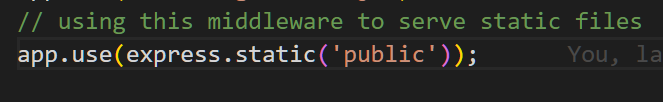 // using this middleware to serve static files
app.use(express.static('public')); You, la